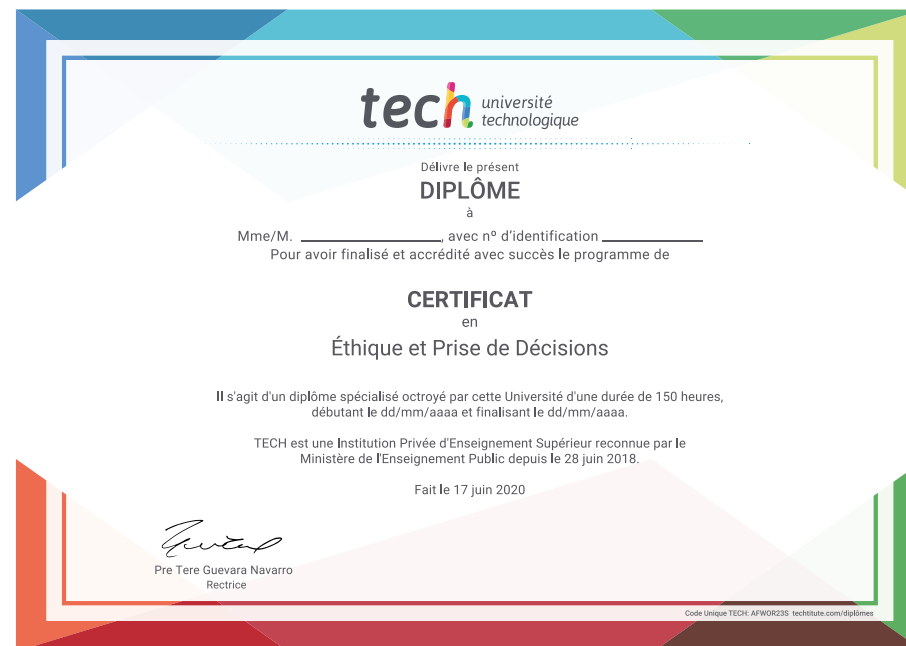 tech université
technologique
Délivre le présent
DIPLÔME
à
Mme/M. ____________________, avec nº d'identification ______________
Pour avoir finalisé et accrédité avec succès le programme de
CERTIFICAT
en
Éthique et Prise de Décisions
Il s'agit d'un diplôme spécialisé octroyé par cette Université d'une durée de 150 heures,
débutant le dd/mm/aaaa et finalisant le dd/mm/aaaa.
TECH est une Institution Privée d'Enseignement Supérieur reconnue par le
Ministère de l'Enseignement Public depuis le 28 juin 2018.
Fait le 17 juin 2020
Pre Tere Guevara Navarro
Rectrice
Code Unique TECH: AFWOR23S techtitute.com/diplômes